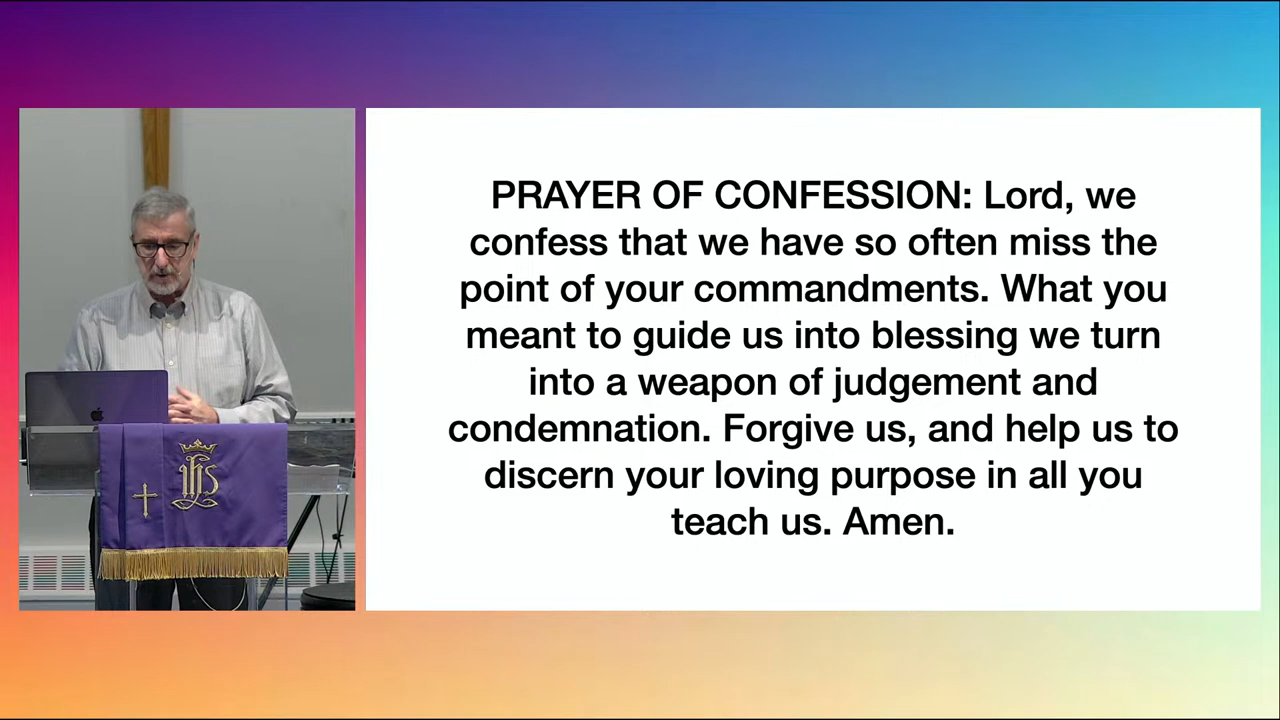 PRAYER OF CONFESSION: Lord, we
confess that we have so often miss the
point of your commandments. What you
meant to guide us into blessing we turn
into a weapon of judgement and
condemnation. Forgive us, and help us to
discern your loving purpose in all you
teach us. Amen.
IHS